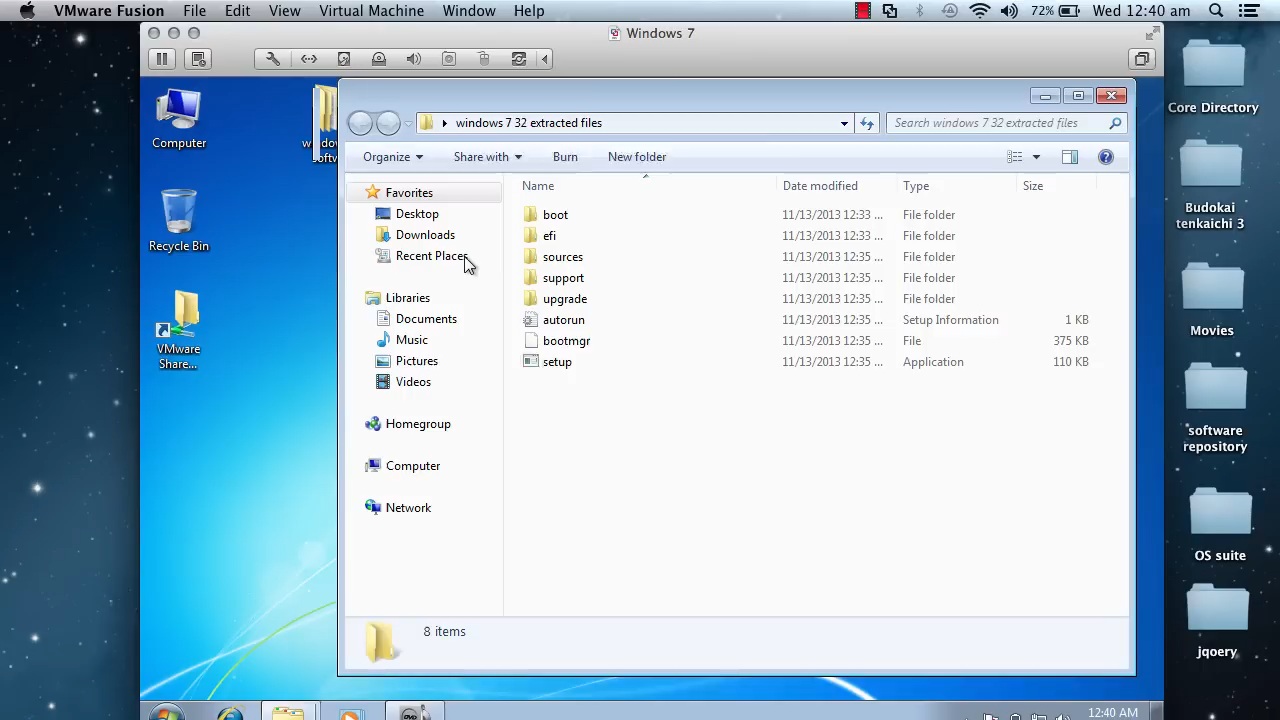 VMware Fusion File Edit View Virtual Machine Window Help 72% Wed 12:40 am
Windows 7
Computer
Recycle Bin
VMware
Share...
windows 7 32 extracted files
Search windows 7 32 extracted files
Organize Share with Burn New folder
Favorites
Desktop
Downloads
Recent Places
Libraries
Documents
Music
Pictures
Videos
Homegroup
Computer
Network
Name Date modified Type Size
boot 11/13/2013 12:33 ... File folder
efi 11/13/2013 12:33 ... File folder
sources 11/13/2013 12:35 ... File folder
support 11/13/2013 12:35 ... File folder
upgrade 11/13/2013 12:35 ... File folder
autorun 11/13/2013 12:35 ... Setup Information 1 KB
bootmgr 11/13/2013 12:35 ... File 375 KB
setup 11/13/2013 12:35 ... Application 110 KB
8 items
12:40 AM
Core Directory
Budokai
tenkaichi 3
Movies
software
repository
OS suite
jqoery